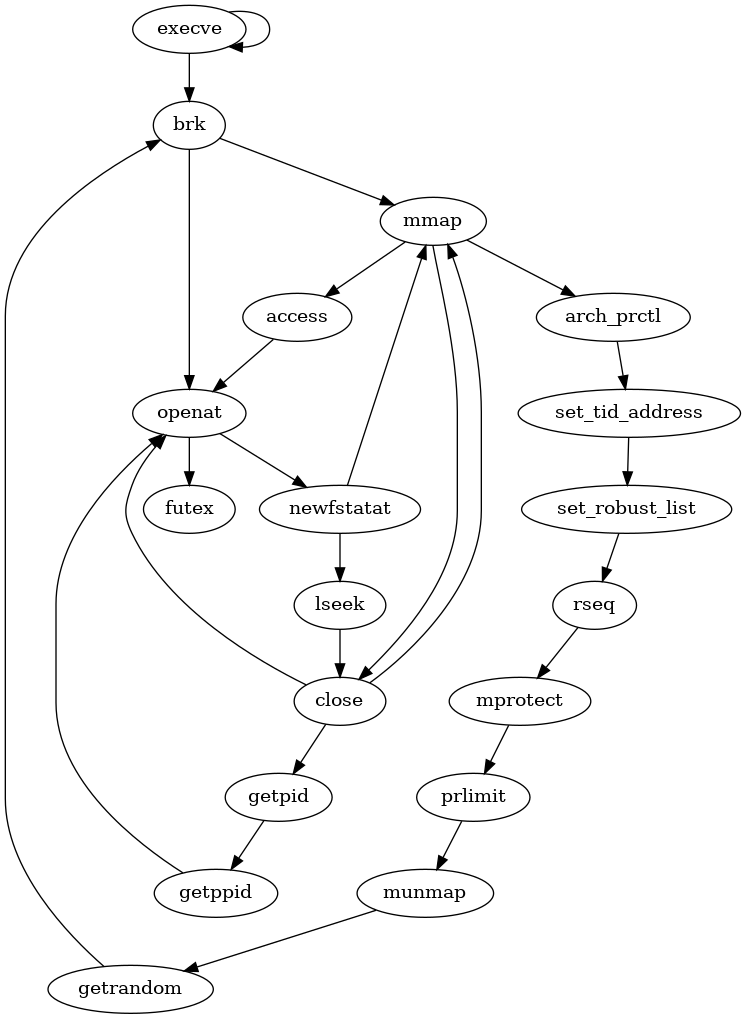 execve
brk
mmap
access
arch_prctl
openat
set_tid_address
futex
newfstatat
set_robust_list
lseek
rseq
close
mprotect
getpid
prlimit
getppid
munmap
getrandom